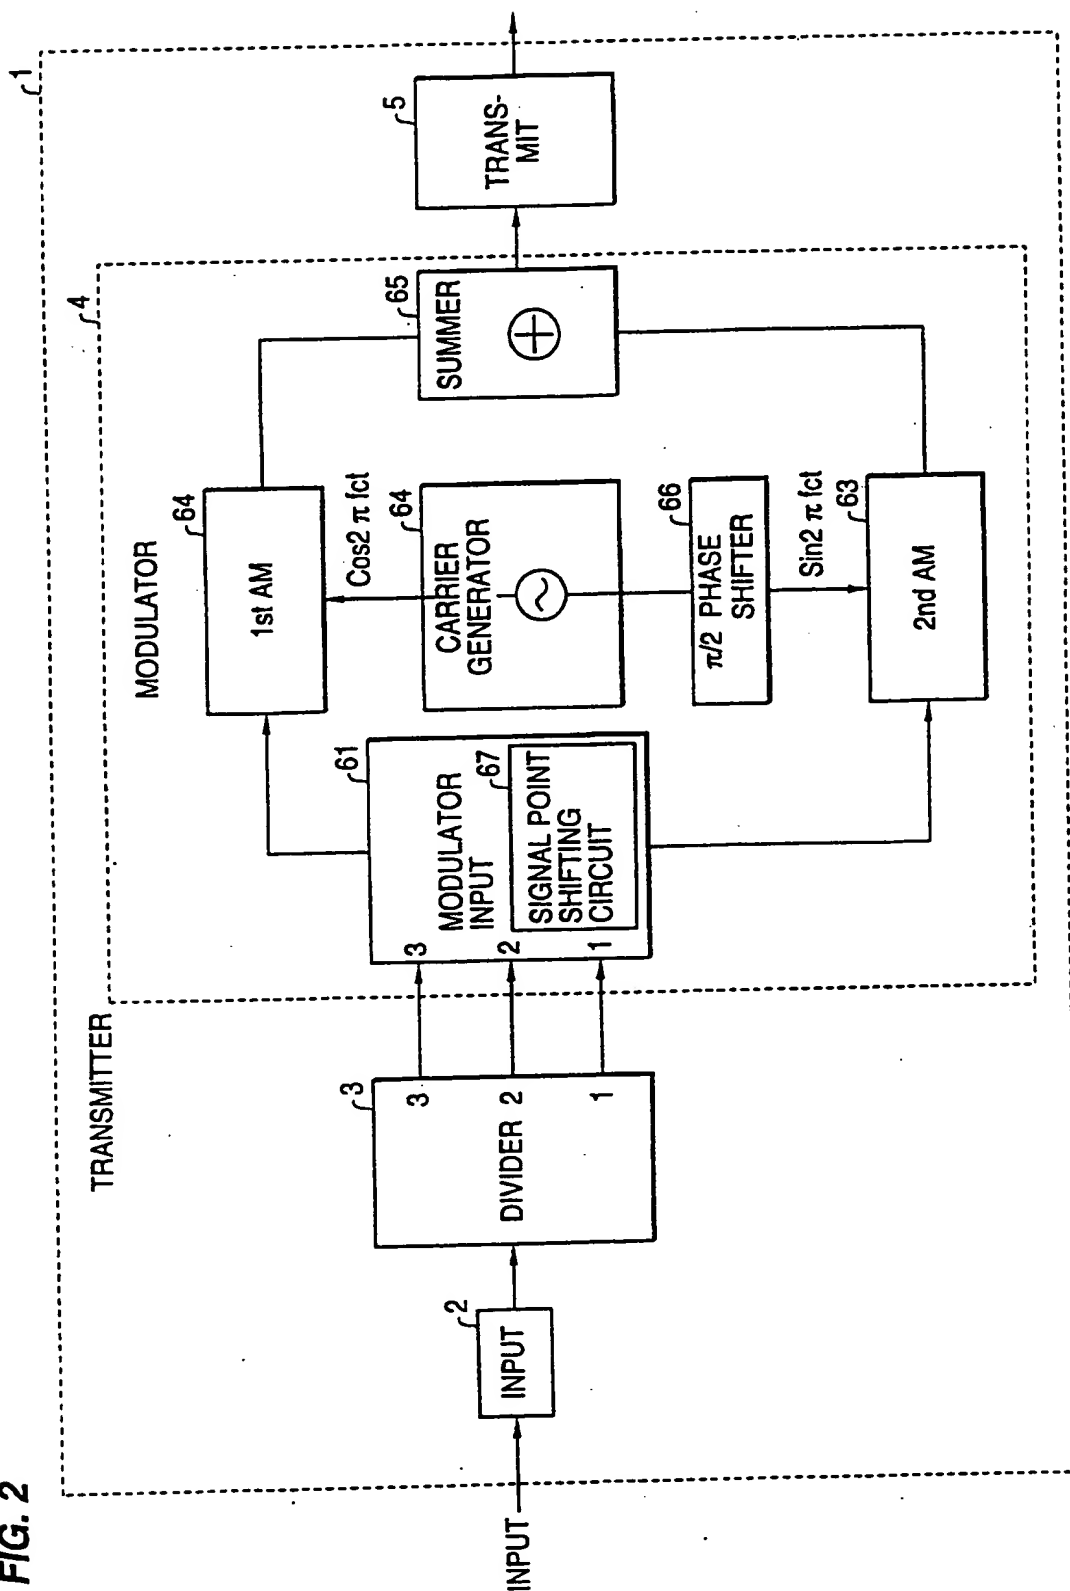 FIG. 2
1
TRANSMITTER
4
MODULATOR
INPUT
2
INPUT
3
DIVIDER
3
2
1
61
3
2
1
MODULATOR
INPUT
67
SIGNAL POINT
SHIFTING
CIRCUIT
64
1st AM
Cos2 π fct
64
CARRIER
GENERATOR
66
π/2 PHASE
SHIFTER
Sin2 π fct
63
2nd AM
65
SUMMER
5
TRANS-
MIT